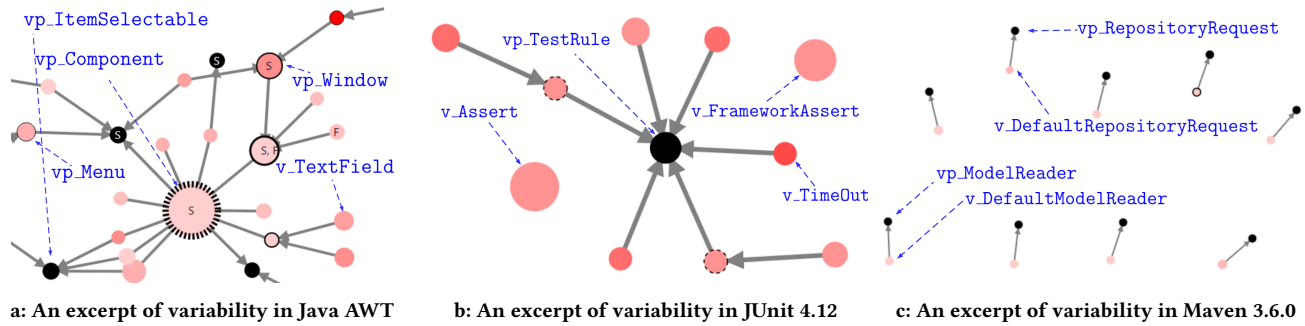 vp_ItemSelectable
vp_Component
S
S
vp_Window
S
S, F
F
vp_Menu
v_TextField
S
a: An excerpt of variability in Java AWT
vp_TestRule
v_Assert
v_FrameworkAssert
v_TimeOut
b: An excerpt of variability in JUnit 4.12
vp_RepositoryRequest
v_DefaultRepositoryRequest
vp_ModelReader
v_DefaultModelReader
c: An excerpt of variability in Maven 3.6.0